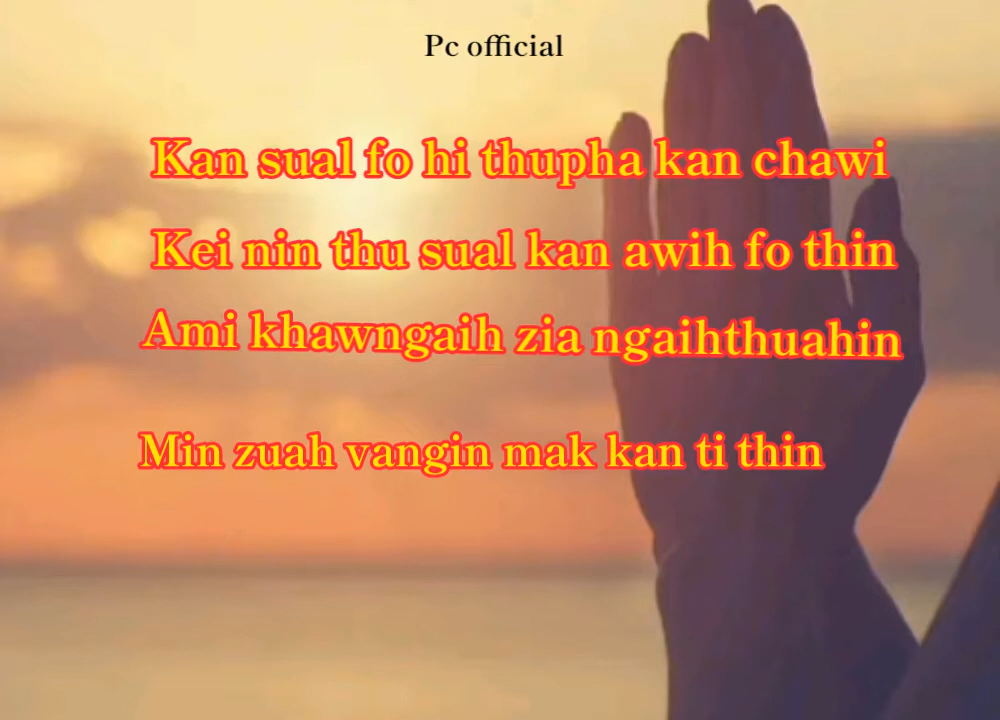 Pc official
Kan sual fo hi thupha kan chawi
Kei nin thu sual kan awih fo thin
Ami khawngaih zia ngaihthuahin
Min zuah vangin mak kan ti thin